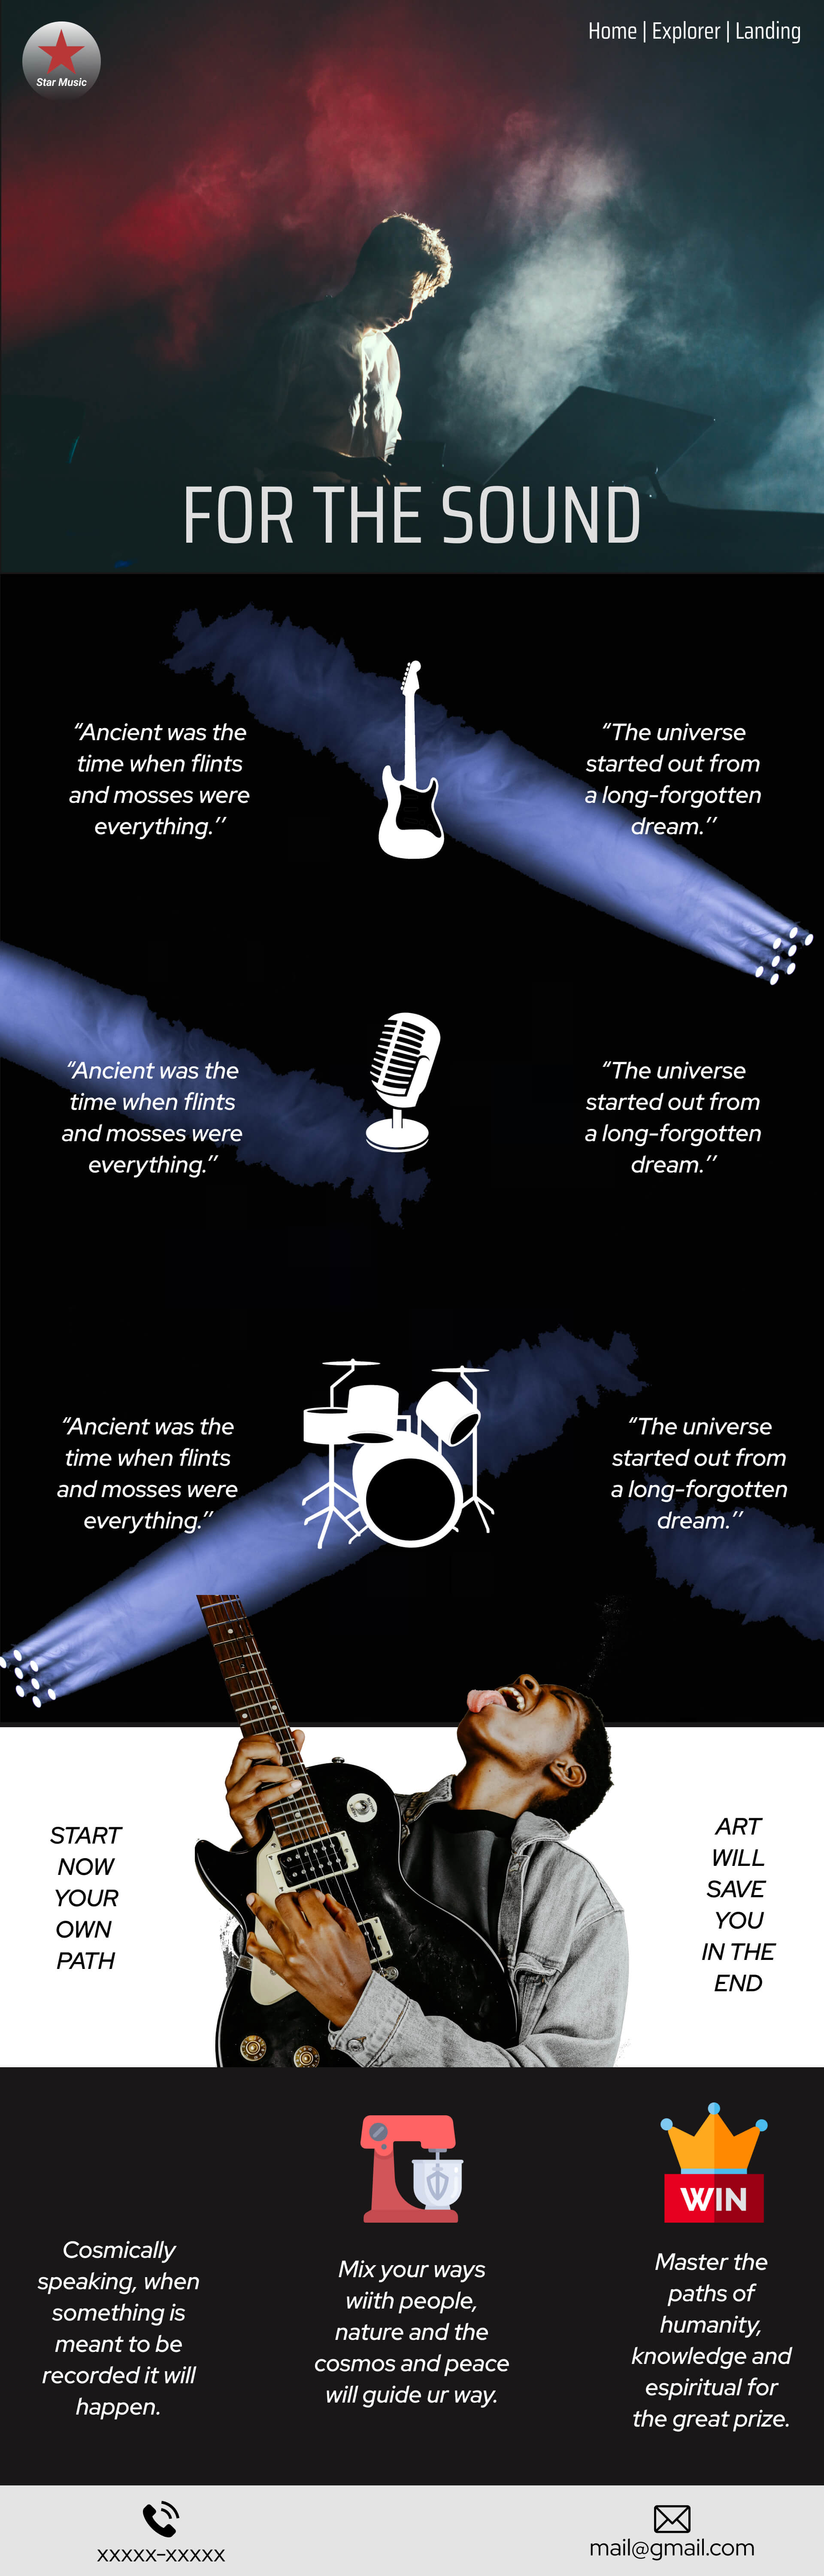 Star Music
Home | Explorer | Landing
FOR THE SOUND
“Ancient was the
time when flints
and mosses were
everything.’’
“The universe
started out from
a long-forgotten
dream.’’
“Ancient was the
time when flints
and mosses were
everything.’’
“The universe
started out from
a long-forgotten
dream.’’
“Ancient was the
time when flints
and mosses were
everything.’’
“The universe
started out from
a long-forgotten
dream.’’
START
NOW
YOUR
OWN
PATH
ART
WILL
SAVE
YOU
IN THE
END
Cosmically
speaking, when
something is
meant to be
recorded it will
happen.
Mix your ways
wiith people,
nature and the
cosmos and peace
will guide ur way.
WIN
Master the
paths of
humanity,
knowledge and
espiritual for
the great prize.
xxxxx-xxxxx
mail@gmail.com